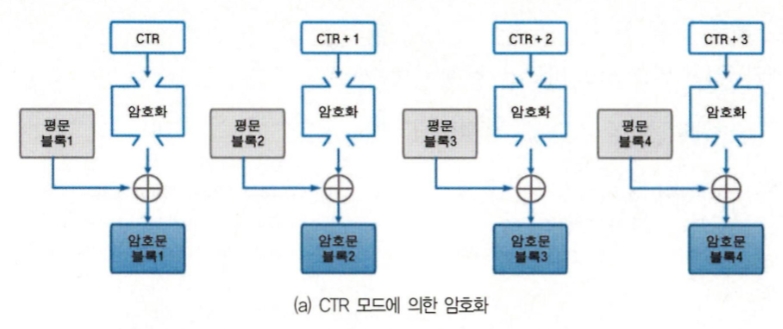 CTR
CTR+1
CTR+2
CTR+3
암호화
암호화
암호화
암호화
평문
블록1
평문
블록2
평문
블록3
평문
블록4
암호문
블록1
암호문
블록2
암호문
블록3
암호문
블록4
(a) CTR 모드에 의한 암호화